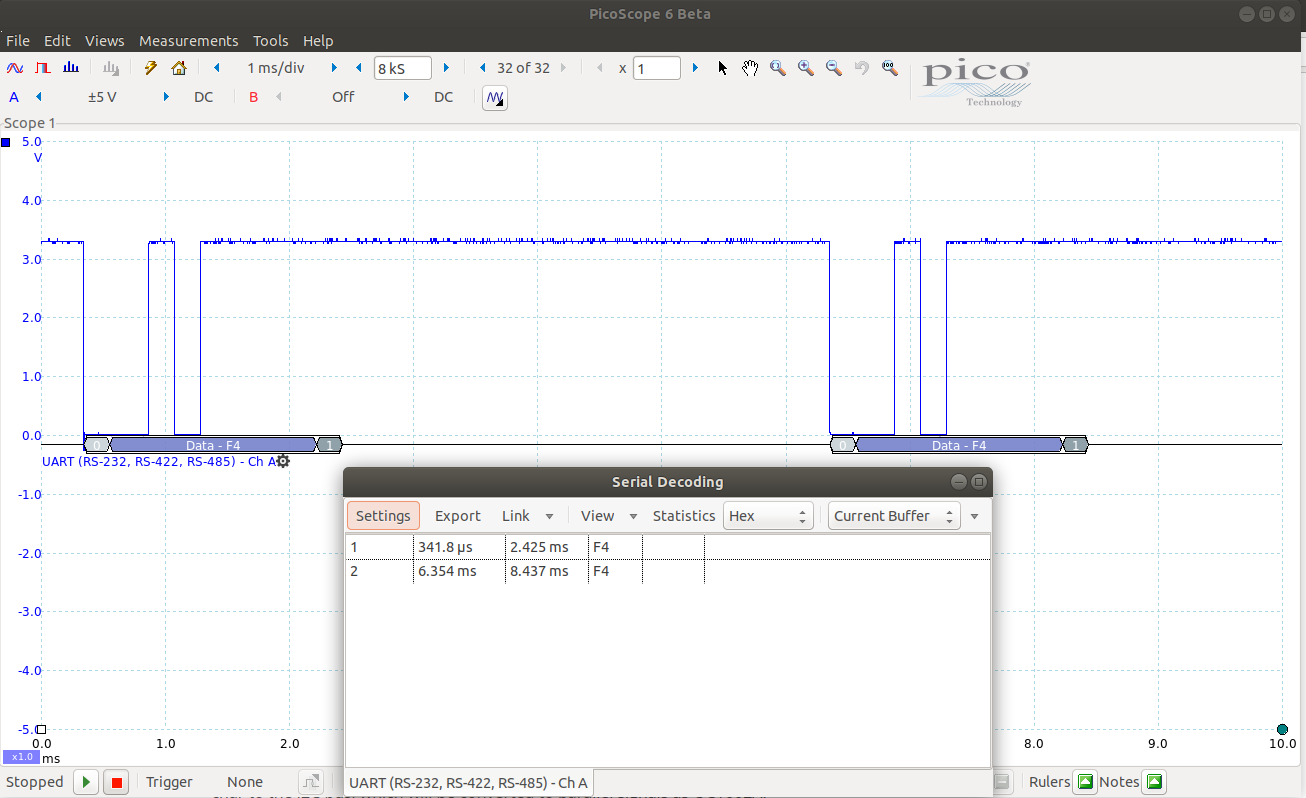 PicoScope 6 Beta
File Edit Views Measurements Tools Help
1 ms/div 8 kS 32 of 32 x 1
pico
Technology
A ±5 V DC B Off DC
Scope 1
5.0
V
4.0
3.0
2.0
1.0
0.0
0 Data - F4 1 0 Data - F4 1
UART (RS-232, RS-422, RS-485) - Ch A
-1.0
-2.0
-3.0
-4.0
-5.0
0.0 1.0 2.0 8.0 9.0 10.0
x1.0 ms
Serial Decoding
Settings Export Link View Statistics Hex Current Buffer
1 341.8 µs 2.425 ms F4
2 6.354 ms 8.437 ms F4
UART (RS-232, RS-422, RS-485) - Ch A
Stopped Trigger None Rulers Notes